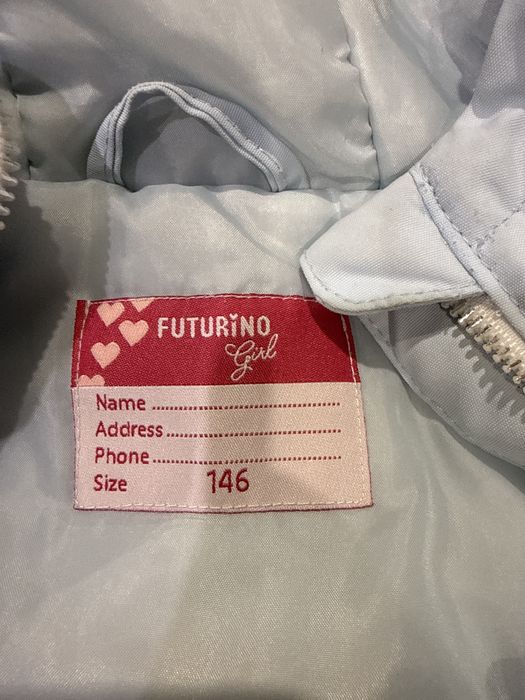 FUTURiNO
Girl
Name ........................................
Address ....................................
Phone ........................................
Size 146